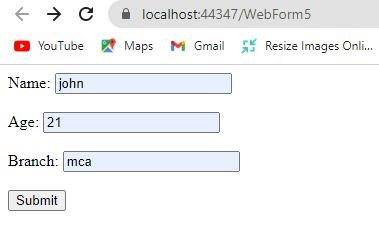 localhost:44347/WebForm5
YouTube Maps Gmail Resize Images Onli...
Name: john
Age: 21
Branch: mca
Submit